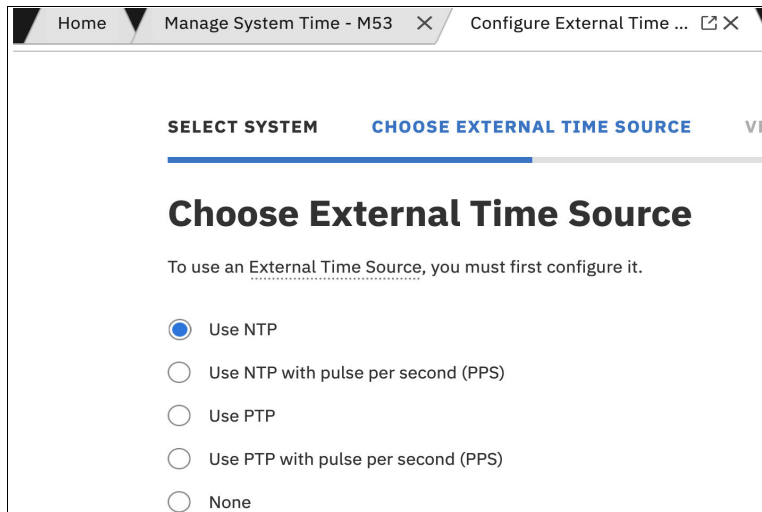 Home
Manage System Time - M53
Configure External Time ...
SELECT SYSTEM
CHOOSE EXTERNAL TIME SOURCE
Choose External Time Source
To use an External Time Source, you must first configure it.
Use NTP
Use NTP with pulse per second (PPS)
Use PTP
Use PTP with pulse per second (PPS)
None